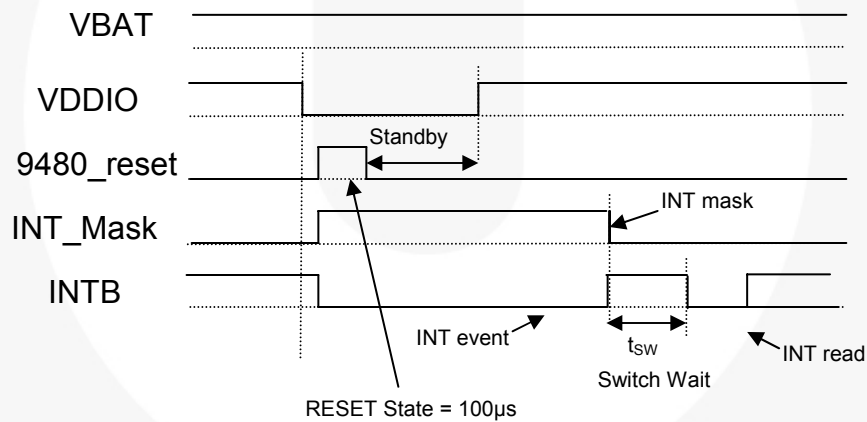 VBAT
VDDIO
Standby
9480_reset
INT mask
INT_Mask
INTB
INT event
tSW
INT read
Switch Wait
RESET State = 100µs